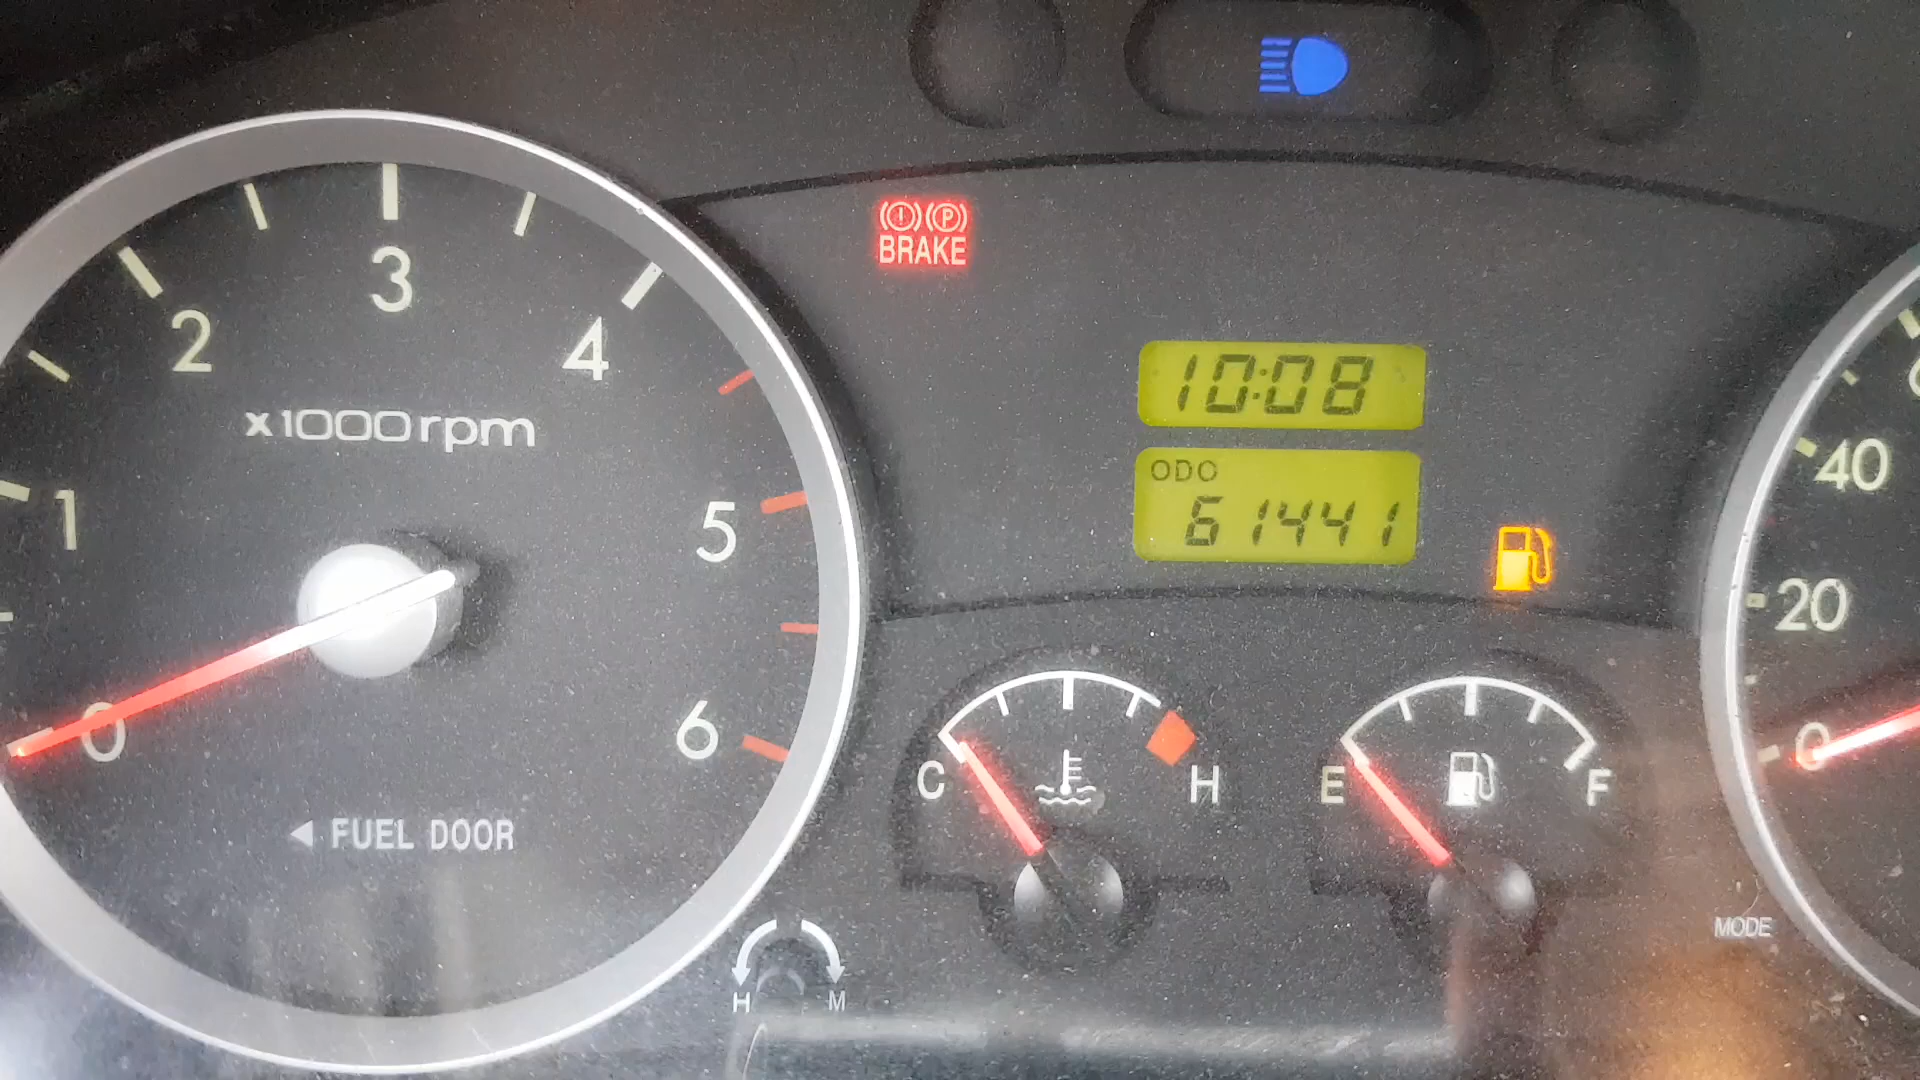 3
2
4
x1000rpm
1
5
0
6
◄ FUEL DOOR
(!) (P)
BRAKE
10:08
ODO
61441
C
H
E
F
H
M
40
20
0
MODE